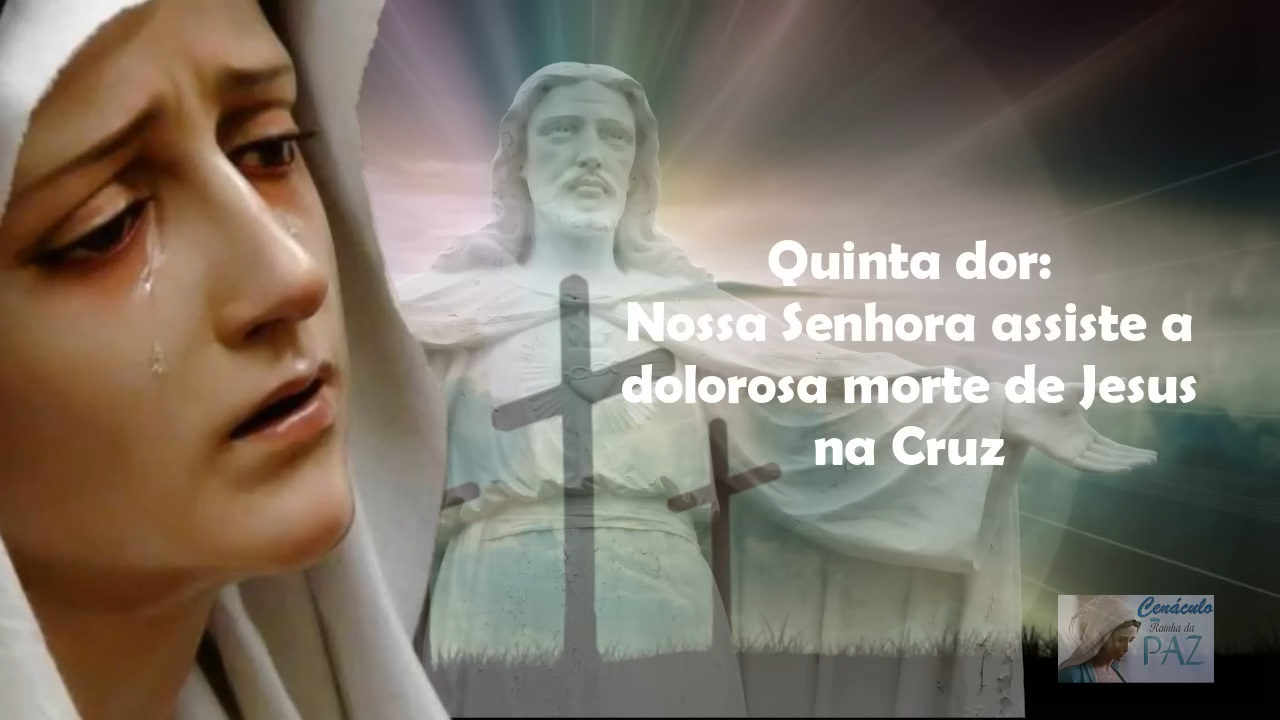 Quinta dor:
Nossa Senhora assiste a
dolorosa morte de Jesus
na Cruz
Cenáculo
Rainha da
PAZ